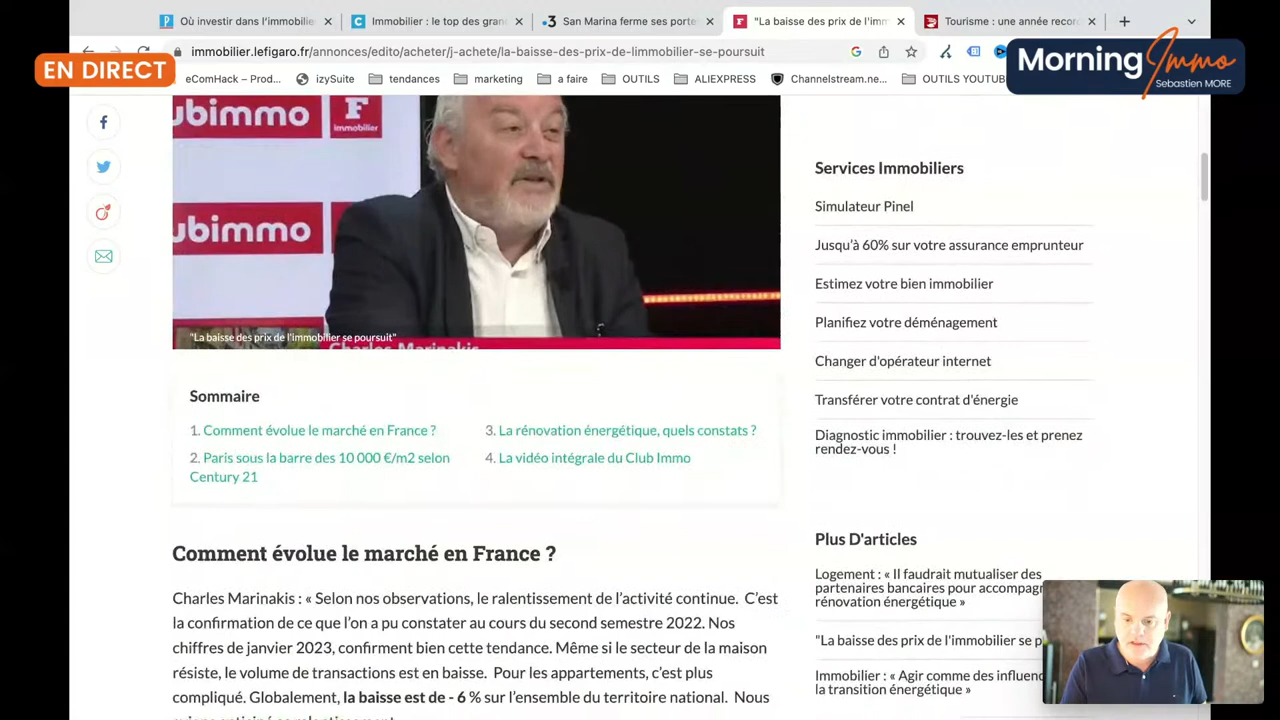 Où investir dans l'immobilie
Immobilier : le top des gran
San Marina ferme ses porte
"La baisse des prix de l'imm
Tourisme : une année recor
immobilier.lefigaro.fr/annonces/edito/acheter/j-achete/la-baisse-des-prix-de-limmobilier-se-poursuit
EN DIRECT
Morning Immo
Sebastien MORE
eComHack – Prod...
izySuite
tendances
marketing
a faire
OUTILS
ALIEXPRESS
Channelstream.ne...
OUTILS YOUTUB
ubimmo
F
immobilier
ubimmo
ubimmo
"La baisse des prix de l'immobilier se poursuit"
Charles Marinakis
Sommaire
1. Comment évolue le marché en France ?
2. Paris sous la barre des 10 000 €/m2 selon
Century 21
3. La rénovation énergétique, quels constats ?
4. La vidéo intégrale du Club Immo
Comment évolue le marché en France ?
Charles Marinakis : « Selon nos observations, le ralentissement de l'activité continue. C'est
la confirmation de ce que l'on a pu constater au cours du second semestre 2022. Nos
chiffres de janvier 2023, confirment bien cette tendance. Même si le secteur de la maison
résiste, le volume de transactions est en baisse. Pour les appartements, c'est plus
compliqué. Globalement, la baisse est de - 6 % sur l'ensemble du territoire national. Nous
Services Immobiliers
Simulateur Pinel
Jusqu'à 60% sur votre assurance emprunteur
Estimez votre bien immobilier
Planifiez votre déménagement
Changer d'opérateur internet
Transférer votre contrat d'énergie
Diagnostic immobilier : trouvez-les et prenez
rendez-vous !
Plus D'articles
Logement : « Il faudrait mutualiser des
partenaires bancaires pour accompagn
rénovation énergétique »
"La baisse des prix de l'immobilier se p
Immobilier : « Agir comme des influenc
la transition énergétique »